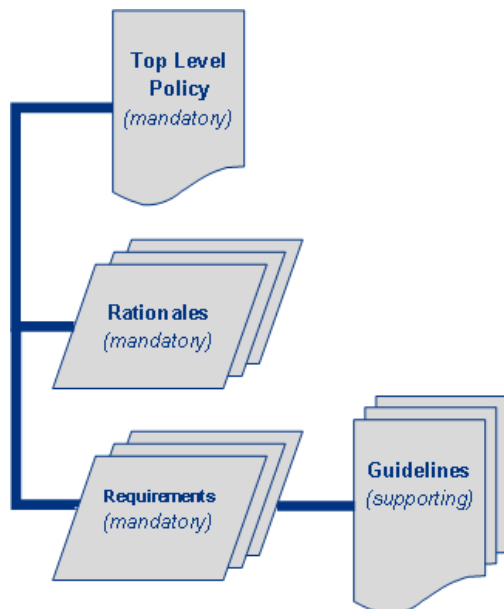 Top Level
Policy
(mandatory)
Rationales
(mandatory)
Requirements
(mandatory)
Guidelines
(supporting)